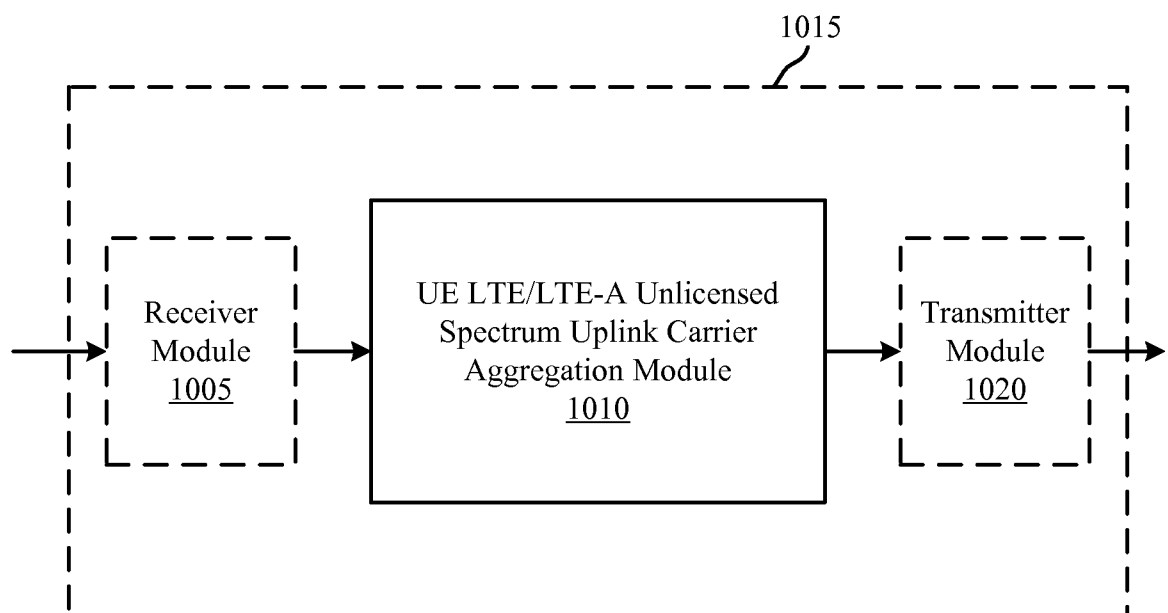 1015
Receiver
Module
1005
UE LTE/LTE-A Unlicensed
Spectrum Uplink Carrier
Aggregation Module
1010
Transmitter
Module
1020